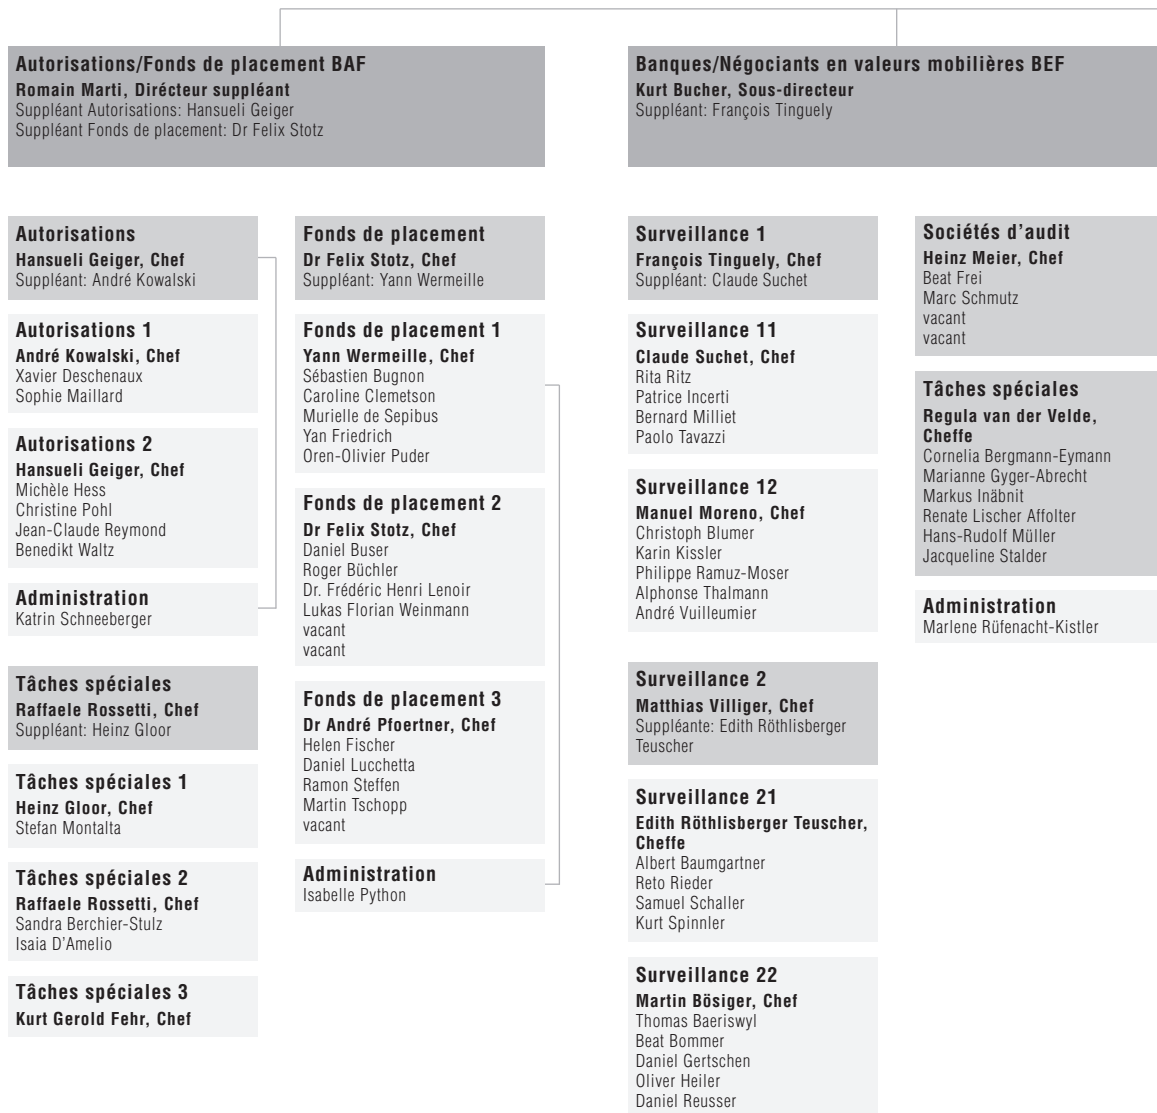 Autorisations/Fonds de placement BAF
Romain Marti, Dirécteur suppléant
Suppléant Autorisations: Hansueli Geiger
Suppléant Fonds de placement: Dr Felix Stotz
Autorisations
Hansueli Geiger, Chef
Suppléant: André Kowalski
Autorisations 1
André Kowalski, Chef
Xavier Deschenaux
Sophie Maillard
Autorisations 2
Hansueli Geiger, Chef
Michèle Hess
Christine Pohl
Jean-Claude Reymond
Benedikt Waltz
Administration
Katrin Schneeberger
Tâches spéciales
Raffaele Rossetti, Chef
Suppléant: Heinz Gloor
Tâches spéciales 1
Heinz Gloor, Chef
Stefan Montalta
Tâches spéciales 2
Raffaele Rossetti, Chef
Sandra Berchier-Stulz
Isaia D'Amelio
Tâches spéciales 3
Kurt Gerold Fehr, Chef
Fonds de placement
Dr Felix Stotz, Chef
Suppléant: Yann Wermeille
Fonds de placement 1
Yann Wermeille, Chef
Sébastien Bugnon
Caroline Clemetson
Murielle de Sepibus
Yan Friedrich
Oren-Olivier Puder
Fonds de placement 2
Dr Felix Stotz, Chef
Daniel Buser
Roger Büchler
Dr. Frédéric Henri Lenoir
Lukas Florian Weinmann
vacant
vacant
Fonds de placement 3
Dr André Pfoertner, Chef
Helen Fischer
Daniel Lucchetta
Ramon Steffen
Martin Tschopp
vacant
Administration
Isabelle Python
Banques/Négociants en valeurs mobilières BEF
Kurt Bucher, Sous-directeur
Suppléant: François Tinguely
Surveillance 1
François Tinguely, Chef
Suppléant: Claude Suchet
Surveillance 11
Claude Suchet, Chef
Rita Ritz
Patrice Incerti
Bernard Milliet
Paolo Tavazzi
Surveillance 12
Manuel Moreno, Chef
Christoph Blumer
Karin Kissler
Philippe Ramuz-Moser
Alphonse Thalmann
André Vuilleumier
Surveillance 2
Matthias Villiger, Chef
Suppléante: Edith Röthlisberger
Teuscher
Surveillance 21
Edith Röthlisberger Teuscher,
Cheffe
Albert Baumgartner
Reto Rieder
Samuel Schaller
Kurt Spinnler
Surveillance 22
Martin Bösiger, Chef
Thomas Baeriswyl
Beat Bommer
Daniel Gertschen
Oliver Heiler
Daniel Reusser
Sociétés d'audit
Heinz Meier, Chef
Beat Frei
Marc Schmutz
vacant
vacant
Tâches spéciales
Regula van der Velde,
Cheffe
Cornelia Bergmann-Eymann
Marianne Gyger-Abrecht
Markus Inäbnit
Renate Lischer Affolter
Hans-Rudolf Müller
Jacqueline Stalder
Administration
Marlene Rüfenacht-Kistler